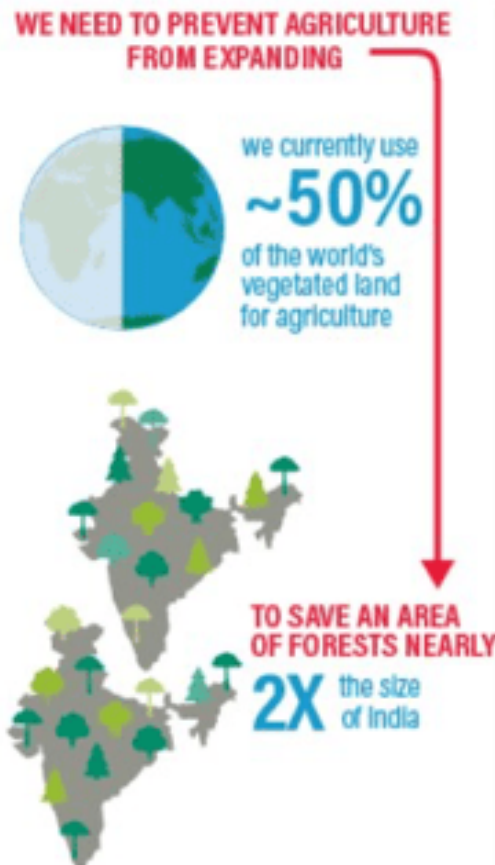 WE NEED TO PREVENT AGRICULTURE
FROM EXPANDING
we currently use
~50%
of the world's
vegetated land
for agriculture
TO SAVE AN AREA
OF FORESTS NEARLY
2X the size
of India